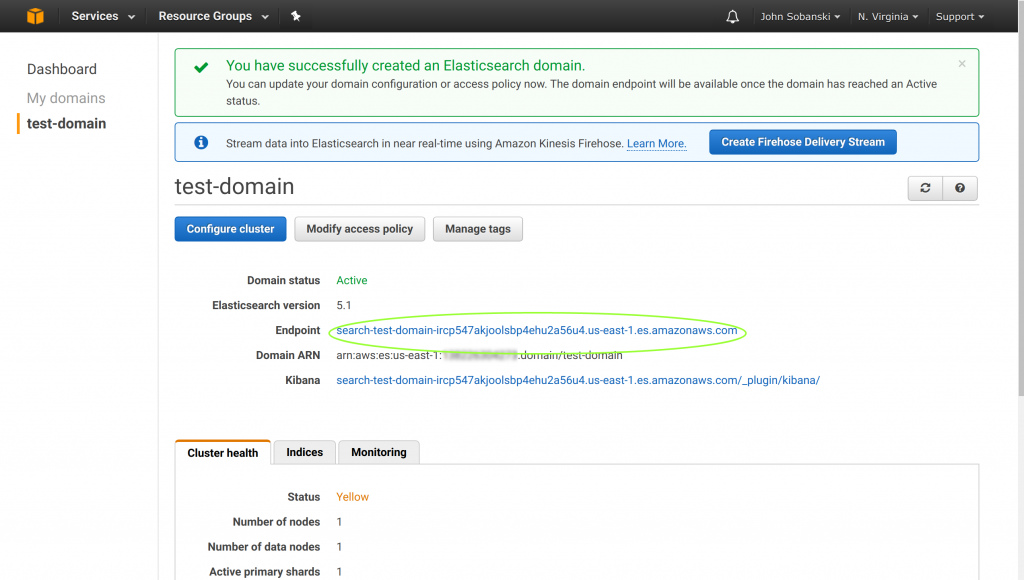 Services Resource Groups John Sobanski N. Virginia Support
Dashboard
My domains
test-domain
You have successfully created an Elasticsearch domain.
You can update your domain configuration or access policy now. The domain endpoint will be available once the domain has reached an Active
status.
Stream data into Elasticsearch in near real-time using Amazon Kinesis Firehose. Learn More. Create Firehose Delivery Stream
test-domain
Configure cluster Modify access policy Manage tags
Domain status Active
Elasticsearch version 5.1
Endpoint search-test-domain-ircp547akjoolsbp4ehu2a56u4.us-east-1.es.amazonaws.com
Domain ARN arn:aws:es:us-east-1: :domain/test-domain
Kibana search-test-domain-ircp547akjoolsbp4ehu2a56u4.us-east-1.es.amazonaws.com/_plugin/kibana/
Cluster health Indices Monitoring
Status Yellow
Number of nodes 1
Number of data nodes 1
Active primary shards 1